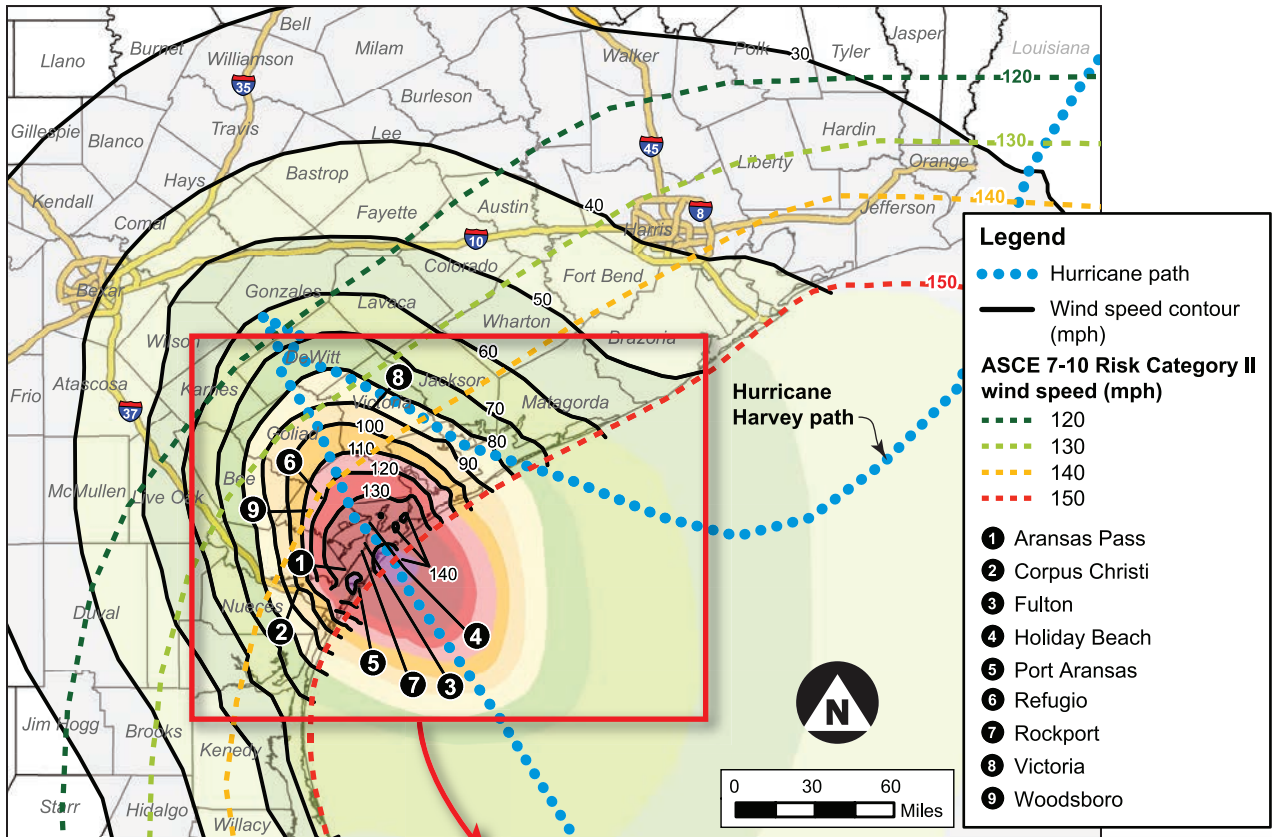 Bell
Jasper
Burnet
Milam
Polk
Tyler
Louisiana
Llano
Williamson
Walker
30
120
35
Burleson
Gillespie
Blanco
Travis
Lee
Hardin
130
45
Liberty
Orange
Hays
Bastrop
Kendall
Fayette
Austin
40
8
140
Jefferson
Comal
10
Harris
Bexar
Colorado
Fort Bend
150
Gonzales
Lavaca
50
Wharton
Wilson
Brazoria
DeWitt
60
Frio
Atascosa
Karnes
8
Jackson
Hurricane
Harvey path
37
Victoria
Matagorda
70
Goliad
100
80
110
90
6
120
McMullen
Live Oak
Bee
130
9
1
140
Duval
Nueces
2
4
5
7
3
N
Jim Hogg
Brooks
Kenedy
0
30
60
Miles
Starr
Hidalgo
Willacy
Legend
Hurricane path
Wind speed contour
(mph)
ASCE 7-10 Risk Category II
wind speed (mph)
120
130
140
150
1 Aransas Pass
2 Corpus Christi
3 Fulton
4 Holiday Beach
5 Port Aransas
6 Refugio
7 Rockport
8 Victoria
9 Woodsboro